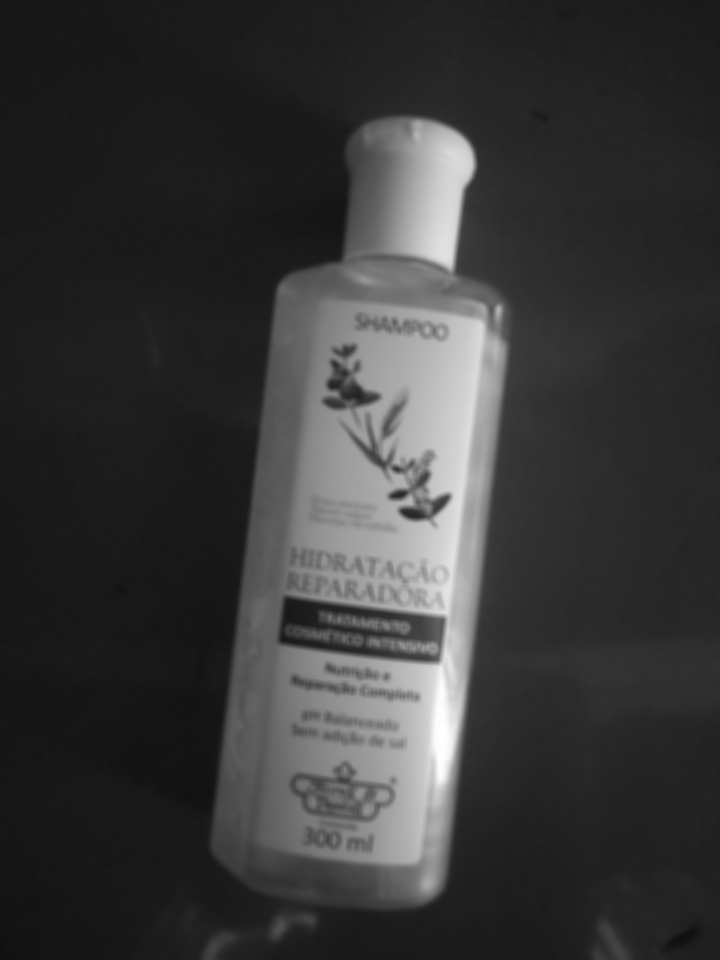 SHAMPOO
HIDRATAÇÃO
REPARADORA
TRATAMENTO
COSMÉTICO INTENSIVO
Nutrição e
Reparação Completa
pH Balanceado
Sem adição de sal
300 ml